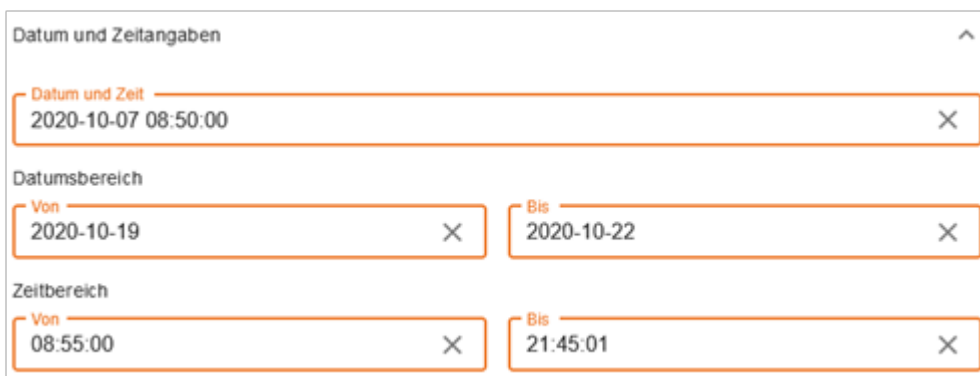 Datum und Zeitangaben
Datum und Zeit
2020-10-07 08:50:00
Datumsbereich
Von
2020-10-19
Bis
2020-10-22
Zeitbereich
Von
08:55:00
Bis
21:45:01